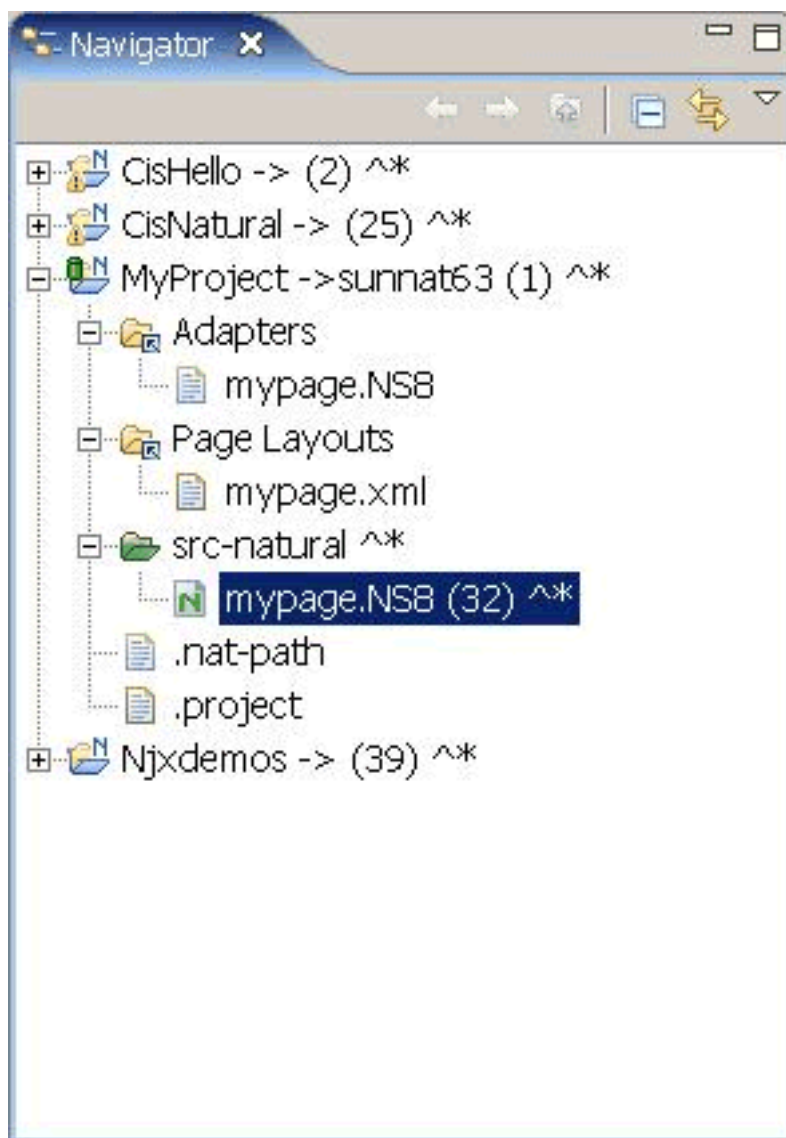 Navigator
CisHello -> (2) ^*
CisNatural -> (25) ^*
MyProject ->sunnat63 (1) ^*
Adapters
mypage.NS8
Page Layouts
mypage.xml
src-natural ^*
mypage.NS8 (32) ^*
.nat-path
.project
Njxdemos -> (39) ^*